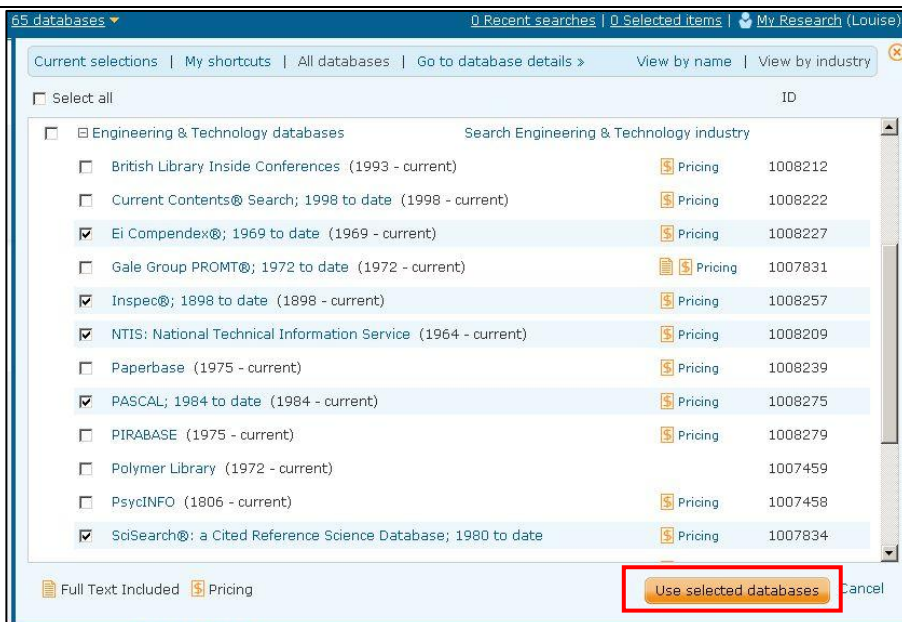 65 databases 0 Recent searches | 0 Selected items | My Research (Louise)
Current selections | My shortcuts | All databases | Go to database details » View by name | View by industry
Select all ID
Engineering & Technology databases Search Engineering & Technology industry
British Library Inside Conferences (1993 - current) $ Pricing 1008212
Current Contents® Search; 1998 to date (1998 - current) $ Pricing 1008222
Ei Compendex®; 1969 to date (1969 - current) $ Pricing 1008227
Gale Group PROMT®; 1972 to date (1972 - current) $ Pricing 1007831
Inspec®; 1898 to date (1898 - current) $ Pricing 1008257
NTIS: National Technical Information Service (1964 - current) $ Pricing 1008209
Paperbase (1975 - current) $ Pricing 1008239
PASCAL; 1984 to date (1984 - current) $ Pricing 1008275
PIRABASE (1975 - current) $ Pricing 1008279
Polymer Library (1972 - current) 1007459
PsycINFO (1806 - current) $ Pricing 1007458
SciSearch®: a Cited Reference Science Database; 1980 to date $ Pricing 1007834
Full Text Included $ Pricing Use selected databases Cancel